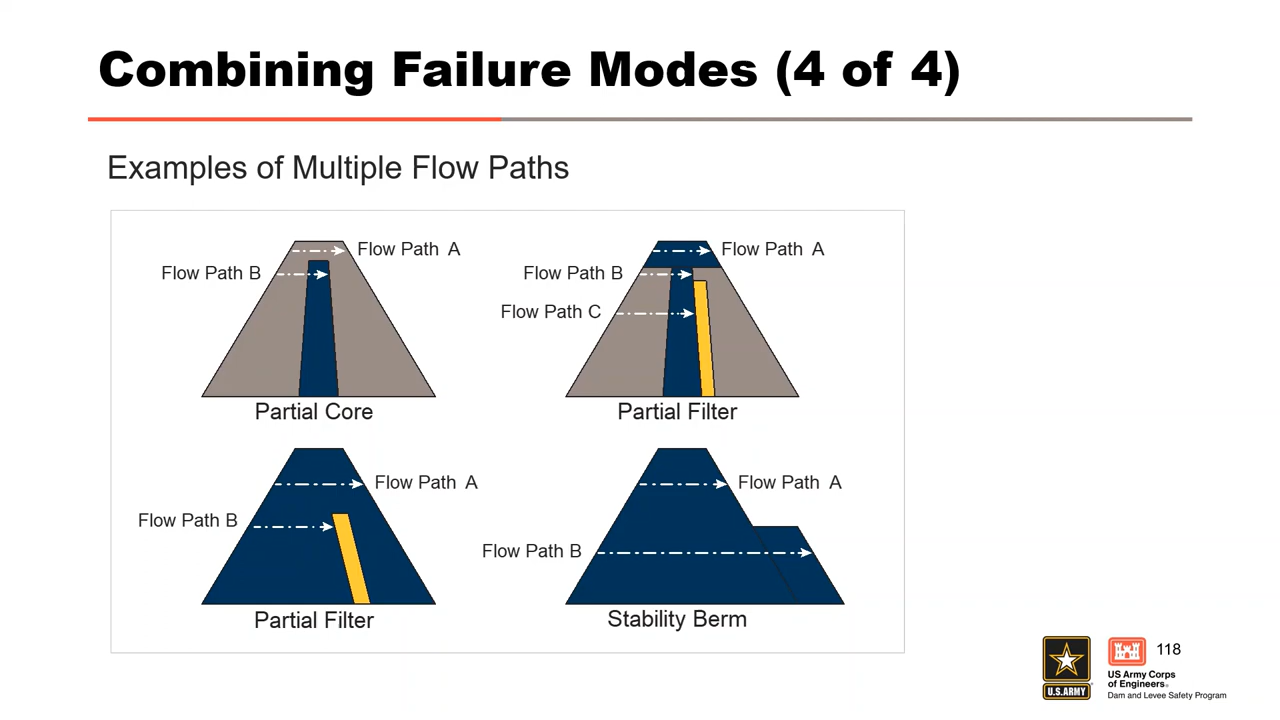 Combining Failure Modes (4 of 4)
Examples of Multiple Flow Paths
Flow Path A
Flow Path B
Partial Core
Flow Path A
Flow Path B
Flow Path C
Partial Filter
Flow Path A
Flow Path B
Partial Filter
Flow Path A
Flow Path B
Stability Berm
U.S.ARMY
118
US Army Corps
of Engineers®
Dam and Levee Safety Program